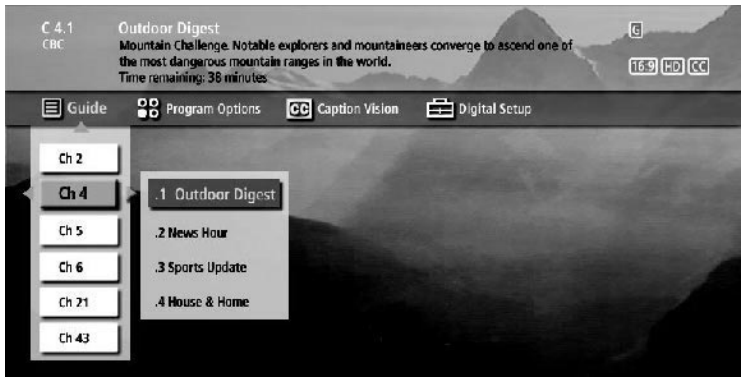 C 4.1
CBC
Outdoor Digest
Mountain Challenge. Notable explorers and mountaineers converge to ascend one of
the most dangarous mountain ranges in the world.
Time remaining: 38 minutes
G
16:9 HD CC
Guide
Program Options
CC Caption Vision
Digital Setup
Ch 2
Ch 4
Ch 5
Ch 6
Ch 21
Ch 43
.1 Outdoor Digest
.2 News Hour
.3 Sports Update
.4 House & Home